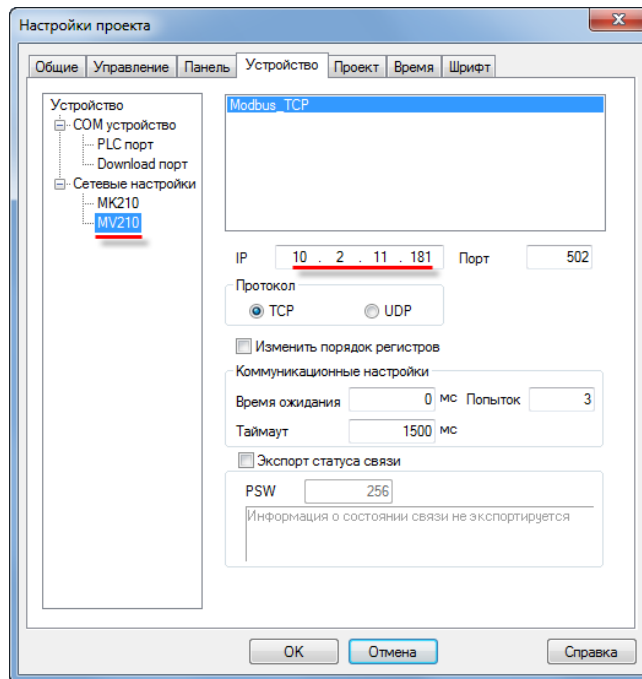 Настройки проекта
Общие Управление Панель Устройство Проект Время Шрифт
Устройство
COM устройство
PLC порт
Download порт
Сетевые настройки
MK210
MV210
Modbus_TCP
IP 10 . 2 . 11 . 181 Порт 502
Протокол
TCP UDP
Изменить порядок регистров
Коммуникационные настройки
Время ожидания 0 мс Попыток 3
Таймаут 1500 мс
Экспорт статуса связи
PSW 256
Информация о состоянии связи не экспортируется
OK Отмена Справка